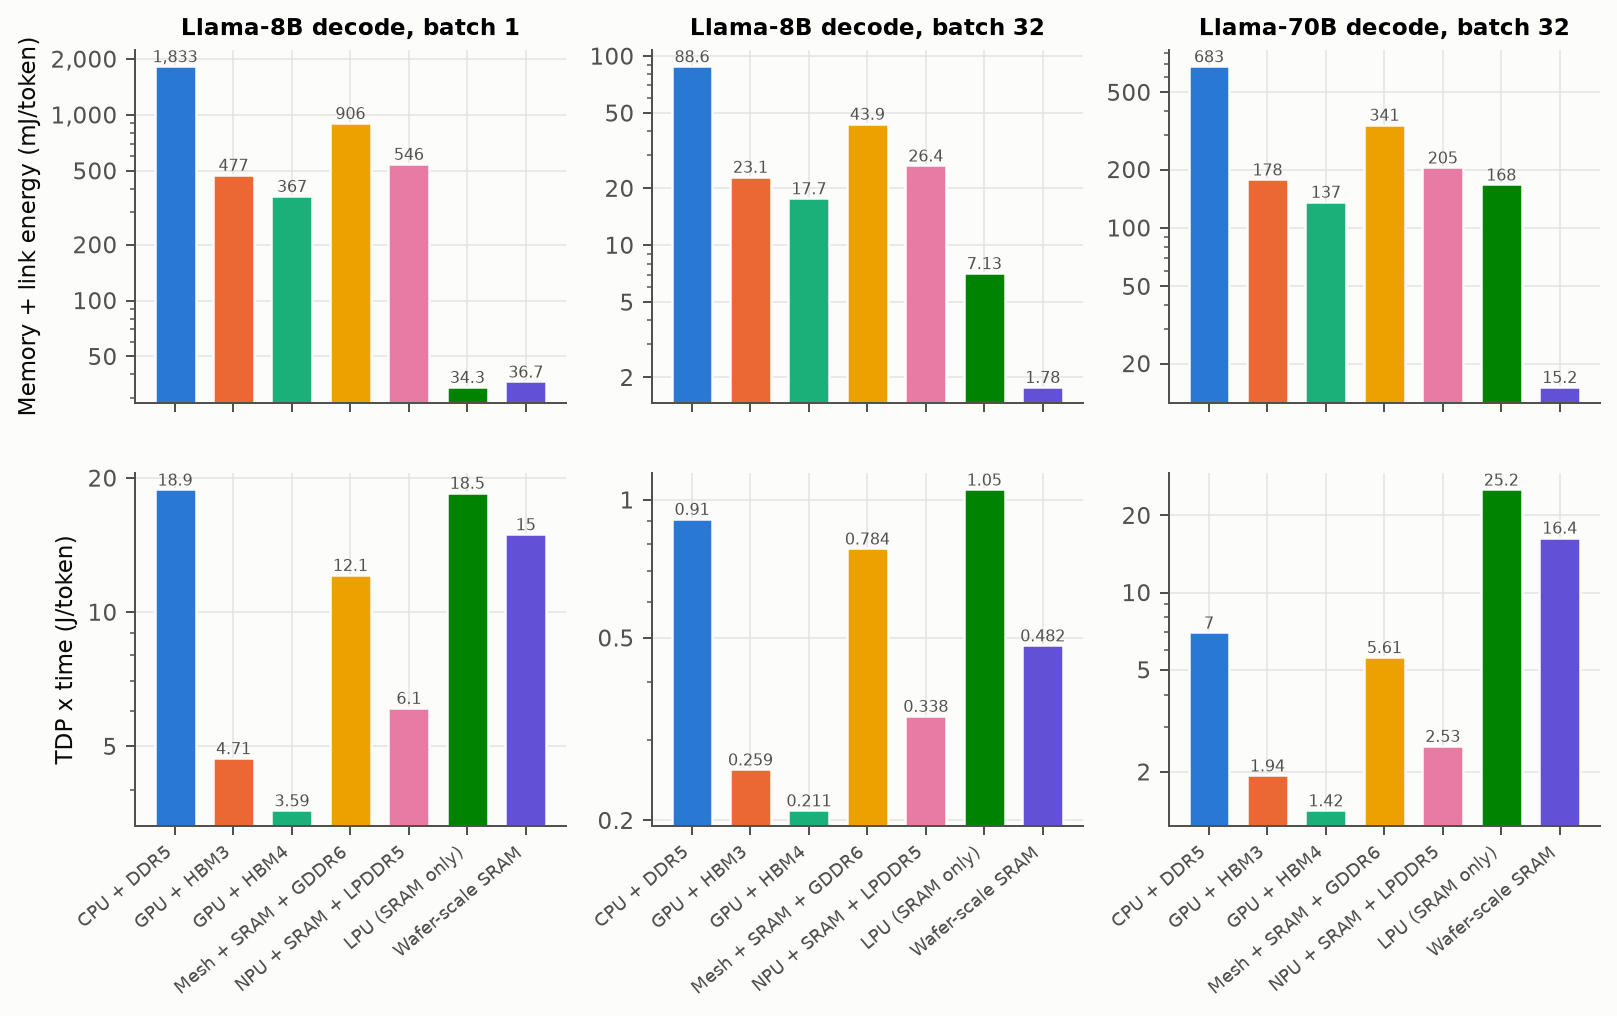 Llama-8B decode, batch 1
Llama-8B decode, batch 32
Llama-70B decode, batch 32
Memory + link energy (mJ/token)
2,000
1,000
500
200
100
50
1,833
477
367
906
546
34.3
36.7
100
50
20
10
5
2
88.6
23.1
17.7
43.9
26.4
7.13
1.78
500
200
100
50
20
683
178
137
341
205
168
15.2
TDP x time (J/token)
20
10
5
18.9
4.71
3.59
12.1
6.1
18.5
15
1
0.5
0.2
0.91
0.259
0.211
0.784
0.338
1.05
0.482
20
10
5
2
7
1.94
1.42
5.61
2.53
25.2
16.4
CPU + DDR5
GPU + HBM3
GPU + HBM4
Mesh + SRAM + GDDR6
NPU + SRAM + LPDDR5
LPU (SRAM only)
Wafer-scale SRAM
CPU + DDR5
GPU + HBM3
GPU + HBM4
Mesh + SRAM + GDDR6
NPU + SRAM + LPDDR5
LPU (SRAM only)
Wafer-scale SRAM
CPU + DDR5
GPU + HBM3
GPU + HBM4
Mesh + SRAM + GDDR6
NPU + SRAM + LPDDR5
LPU (SRAM only)
Wafer-scale SRAM